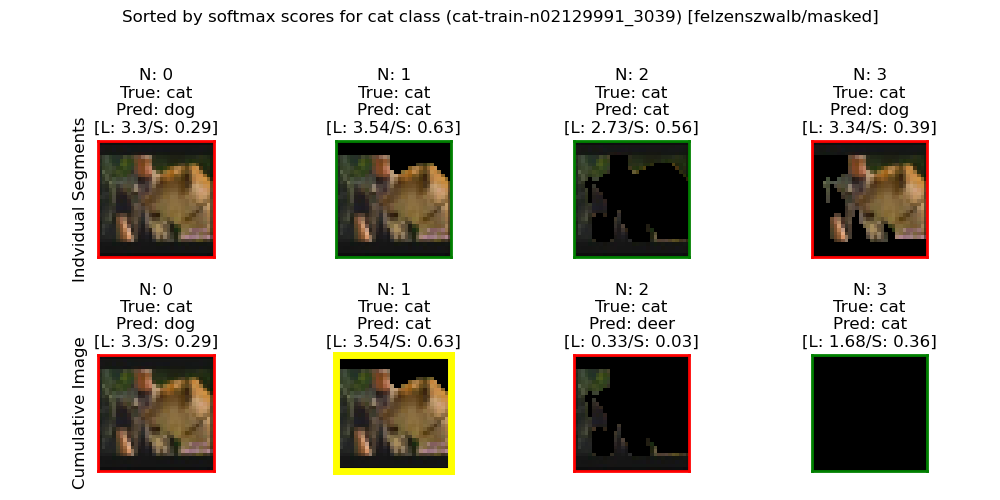 Sorted by softmax scores for cat class (cat-train-n02129991_3039) [felzenszwalb/masked]
Indvidual Segments
N: 0
True: cat
Pred: dog
[L: 3.3/S: 0.29]
N: 1
True: cat
Pred: cat
[L: 3.54/S: 0.63]
N: 2
True: cat
Pred: cat
[L: 2.73/S: 0.56]
N: 3
True: cat
Pred: dog
[L: 3.34/S: 0.39]
Cumulative Image
N: 0
True: cat
Pred: dog
[L: 3.3/S: 0.29]
N: 1
True: cat
Pred: cat
[L: 3.54/S: 0.63]
N: 2
True: cat
Pred: deer
[L: 0.33/S: 0.03]
N: 3
True: cat
Pred: cat
[L: 1.68/S: 0.36]